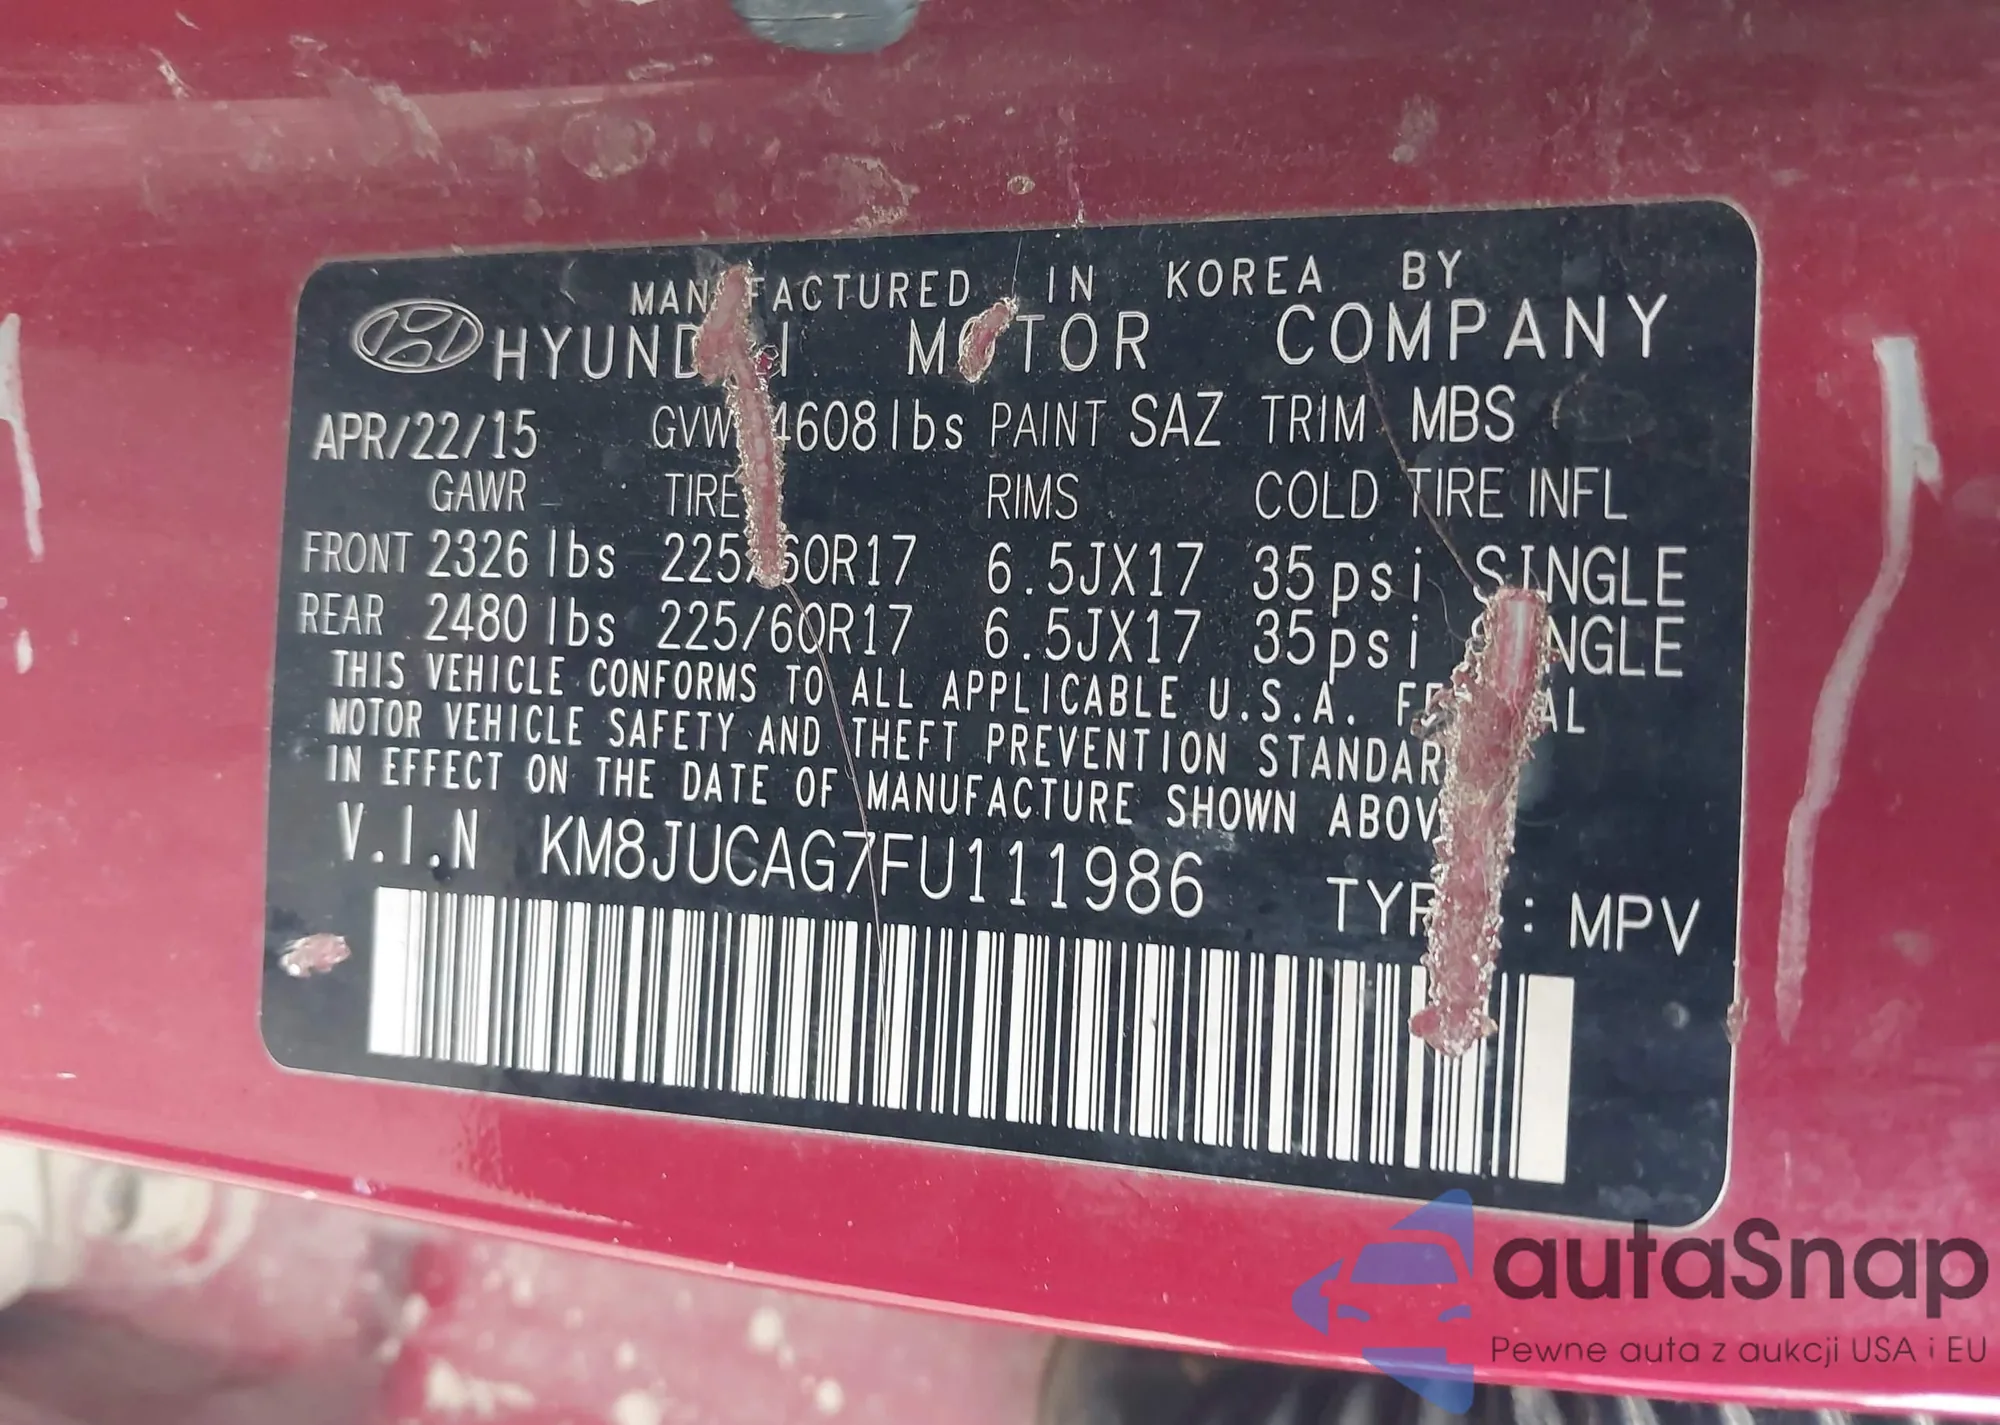 MANUFACTURED IN KOREA BY
HYUNDAI MOTOR COMPANY
APR/22/15 GVWR 4608lbs PAINT SAZ TRIM MBS
GAWR TIRE RIMS COLD TIRE INFL
FRONT 2326 lbs 225/60R17 6.5JX17 35psi SINGLE
REAR 2480 lbs 225/60R17 6.5JX17 35psi SINGLE
THIS VEHICLE CONFORMS TO ALL APPLICABLE U.S.A. FEDERAL
MOTOR VEHICLE SAFETY AND THEFT PREVENTION STANDARDS
IN EFFECT ON THE DATE OF MANUFACTURE SHOWN ABOVE
V.I.N KM8JUCAG7FU111986 TYPE : MPV
autaSnap
Pewne auta z aukcji USA i EU